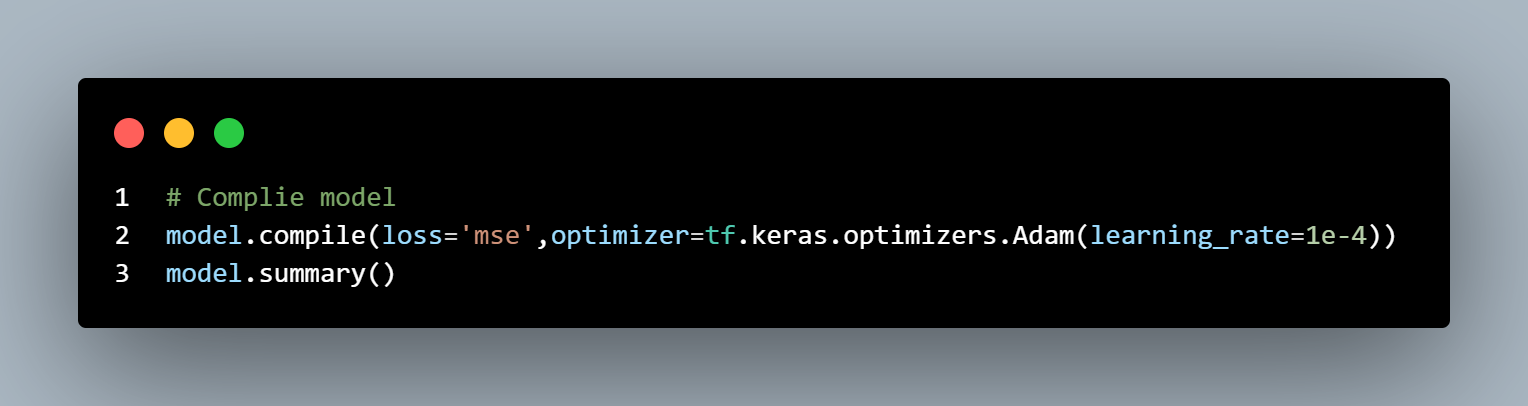 1 # Complie model
2 model.compile(loss='mse',optimizer=tf.keras.optimizers.Adam(learning_rate=1e-4))
3 model.summary()